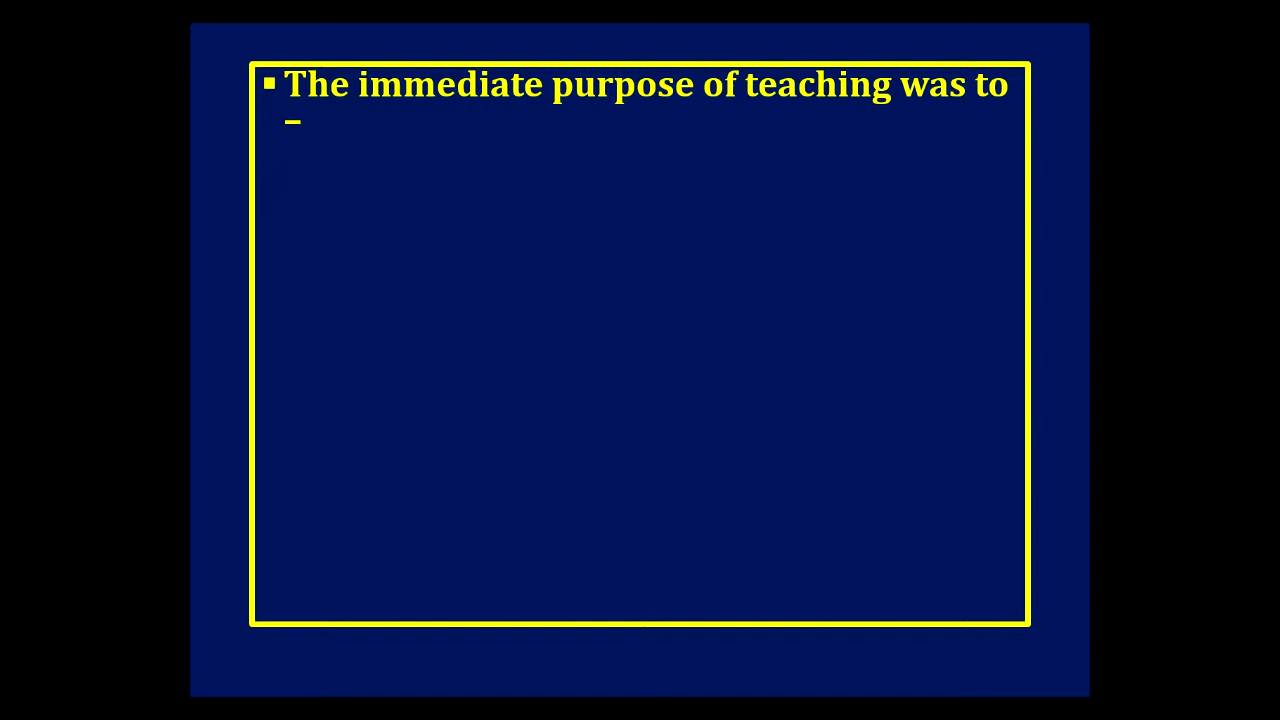 ▪ The immediate purpose of teaching was to
–